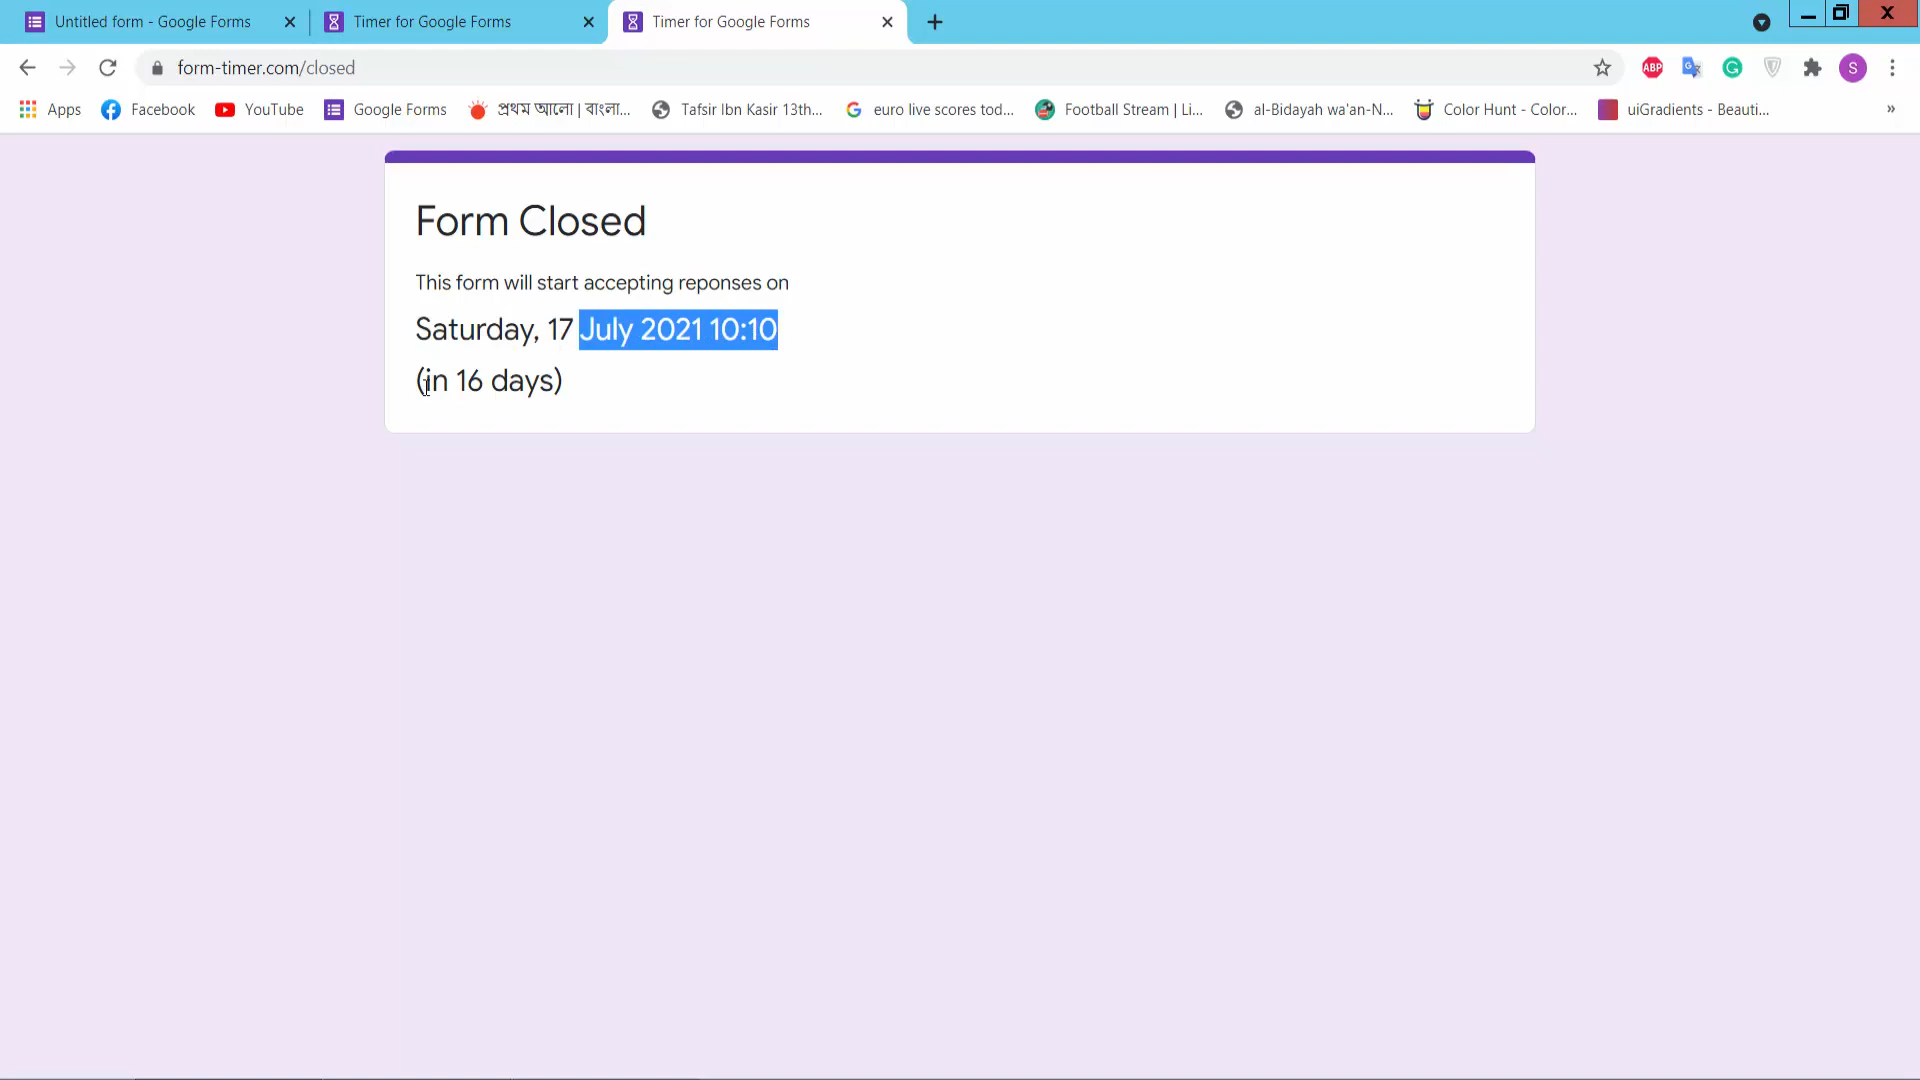 Untitled form - Google Forms
Timer for Google Forms
Timer for Google Forms
form-timer.com/closed
ABP
G
S
Apps
Facebook
YouTube
Google Forms
প্রথম আলো | বাংলা...
Tafsir Ibn Kasir 13th...
euro live scores tod...
Football Stream | Li...
al-Bidayah wa'an-N...
Color Hunt - Color...
uiGradients - Beauti...
»
Form Closed
This form will start accepting reponses on
Saturday, 17 July 2021 10:10
(in 16 days)